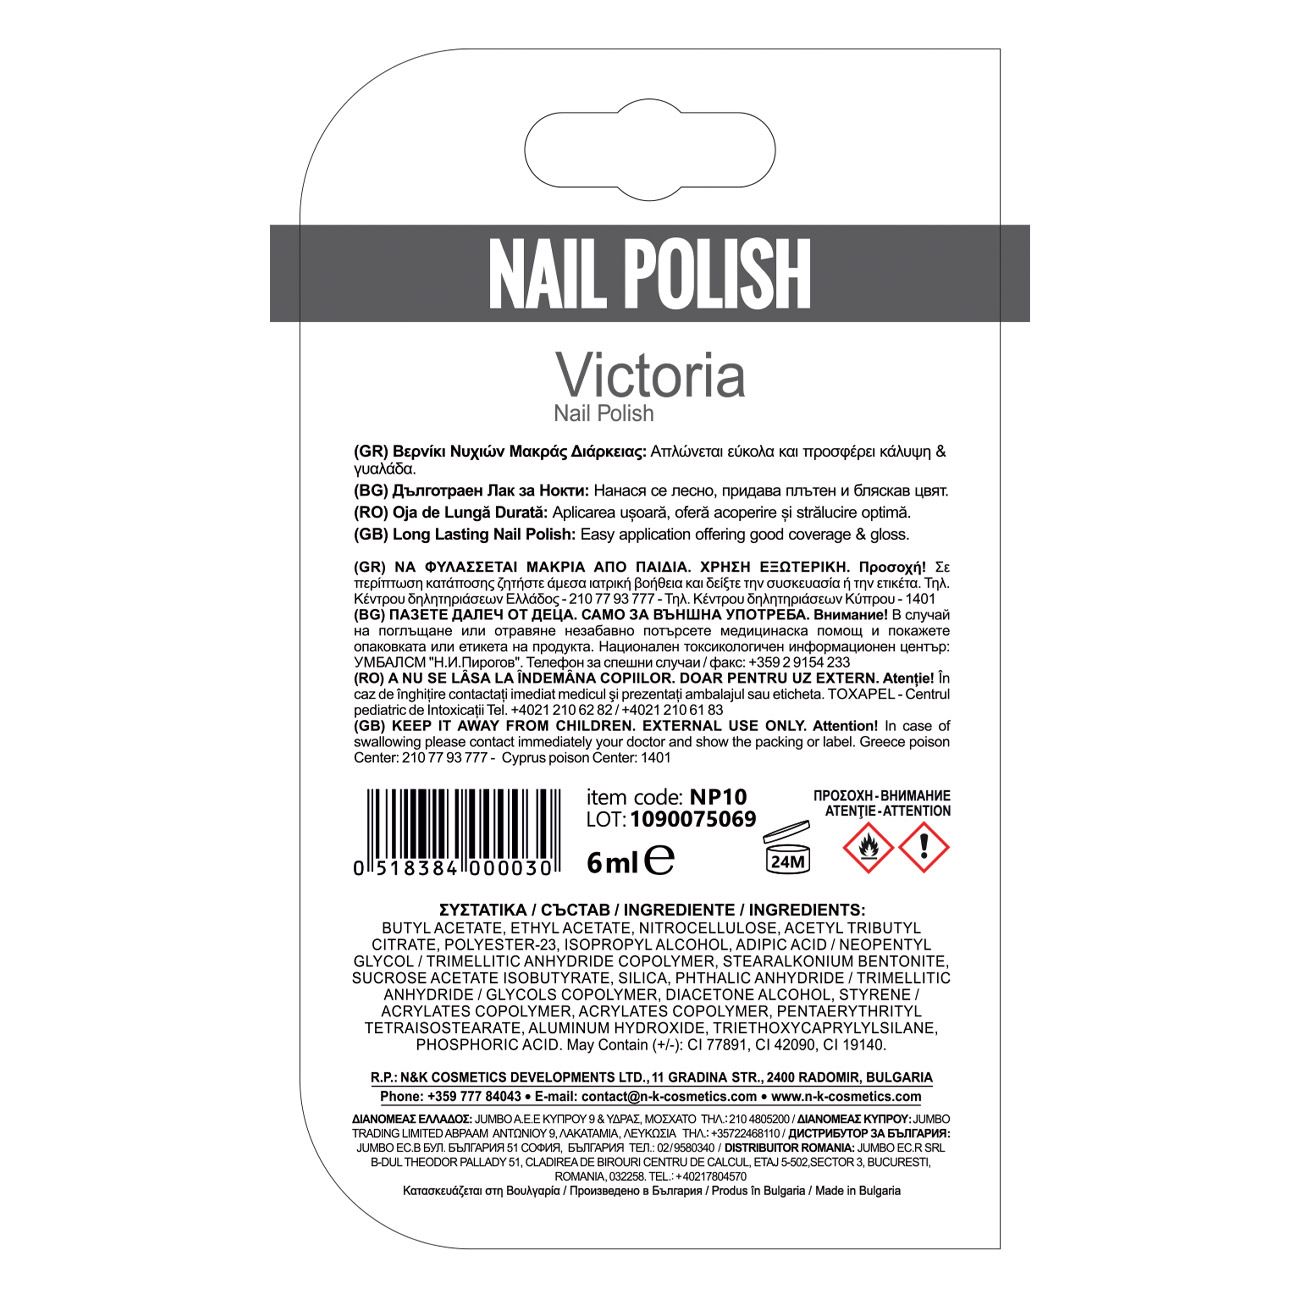 NAIL POLISH
Victoria
Nail Polish
(GR) Βερνίκι Νυχιών Μακράς Διάρκειας: Απλώνεται εύκολα και προσφέρει κάλυψη &
γυαλάδα.
(BG) Дълготраен Лак за Нокти: Нанася се лесно, придава плътен и бляскав цвят.
(RO) Oja de Lungă Durată: Aplicarea ușoară, oferă acoperire și strălucire optimă.
(GB) Long Lasting Nail Polish: Easy application offering good coverage & gloss.
(GR) ΝΑ ΦΥΛΑΣΣΕΤΑΙ ΜΑΚΡΙΑ ΑΠΟ ΠΑΙΔΙΑ. ΧΡΗΣΗ ΕΞΩΤΕΡΙΚΗ. Προσοχή! Σε
περίπτωση κατάποσης ζητήστε άμεσα ιατρική βοήθεια και δείξτε την συσκευασία ή την ετικέτα. Τηλ.
Κέντρου δηλητηριάσεων Ελλάδος - 210 77 93 777 - Τηλ. Κέντρου δηλητηριάσεων Κύπρου - 1401
(BG) ПАЗЕТЕ ДАЛЕЧ ОТ ДЕЦА. САМО ЗА ВЪНШНА УПОТРЕБА. Внимание! В случай
на поглъщане или отравяне незабавно потърсете медицинаска помощ и покажете
опаковката или етикета на продукта. Национален токсикологичен информационен център:
УМБАЛСМ "Н.И.Пирогов". Телефон за спешни случаи / факс: +359 2 9154 233
(RO) A NU SE LĂSA LA ÎNDEMÂNA COPIILOR. DOAR PENTRU UZ EXTERN. Atenție! În
caz de înghițire contactați imediat medicul și prezentați ambalajul sau eticheta. TOXAPEL - Centrul
pediatric de Intoxicații Tel. +4021 210 62 82 / +4021 210 61 83
(GB) KEEP IT AWAY FROM CHILDREN. EXTERNAL USE ONLY. Attention! In case of
swallowing please contact immediately your doctor and show the packing or label. Greece poison
Center: 210 77 93 777 - Cyprus poison Center: 1401
item code: NP10
LOT: 1090075069
6 ml ℮
24M
ΠΡΟΣΟΧΗ - ВНИМАНИЕ
ATENŢIE - ATTENTION
0 518384 000030
ΣΥΣΤΑΤΙΚΑ / СЪСТАВ / INGREDIENTE / INGREDIENTS:
BUTYL ACETATE, ETHYL ACETATE, NITROCELLULOSE, ACETYL TRIBUTYL
CITRATE, POLYESTER-23, ISOPROPYL ALCOHOL, ADIPIC ACID / NEOPENTYL
GLYCOL / TRIMELLITIC ANHYDRIDE COPOLYMER, STEARALKONIUM BENTONITE,
SUCROSE ACETATE ISOBUTYRATE, SILICA, PHTHALIC ANHYDRIDE / TRIMELLITIC
ANHYDRIDE / GLYCOLS COPOLYMER, DIACETONE ALCOHOL, STYRENE /
ACRYLATES COPOLYMER, ACRYLATES COPOLYMER, PENTAERYTHRITYL
TETRAISOSTEARATE, ALUMINUM HYDROXIDE, TRIETHOXYCAPRYLYLSILANE,
PHOSPHORIC ACID. May Contain (+/-): CI 77891, CI 42090, CI 19140.
R.P.: N&K COSMETICS DEVELOPMENTS LTD., 11 GRADINA STR., 2400 RADOMIR, BULGARIA
Phone: +359 777 84043 • E-mail: contact@n-k-cosmetics.com • www.n-k-cosmetics.com
ΔΙΑΝΟΜΕΑΣ ΕΛΛΑΔΟΣ: JUMBO A.E.E ΚΥΠΡΟΥ 9 & ΥΔΡΑΣ, ΜΟΣΧΑΤΟ ΤΗΛ.: 210 4805200 / ΔΙΑΝΟΜΕΑΣ ΚΥΠΡΟΥ: JUMBO
TRADING LIMITED ΑΒΡΑΑΜ ΑΝΤΩΝΙΟΥ 9, ΛΑΚΑΤΑΜΙΑ, ΛΕΥΚΩΣΙΑ ΤΗΛ.: +35722468110 / ДИСТРИБУТОР ЗА БЪЛГАРИЯ:
JUMBO EC.B БУЛ. БЪЛГАРИЯ 51 СОФИЯ, БЪЛГАРИЯ ТЕЛ.: 02/ 9580340 / DISTRIBUITOR ROMANIA: JUMBO EC.R SRL
B-DUL THEODOR PALLADY 51, CLADIREA DE BIROURI CENTRU DE CALCUL, ETAJ 5-502,SECTOR 3, BUCURESTI,
ROMANIA, 032258. TEL.: +40217804570
Κατασκευάζεται στη Βουλγαρία / Произведено в България / Produs în Bulgaria / Made in Bulgaria